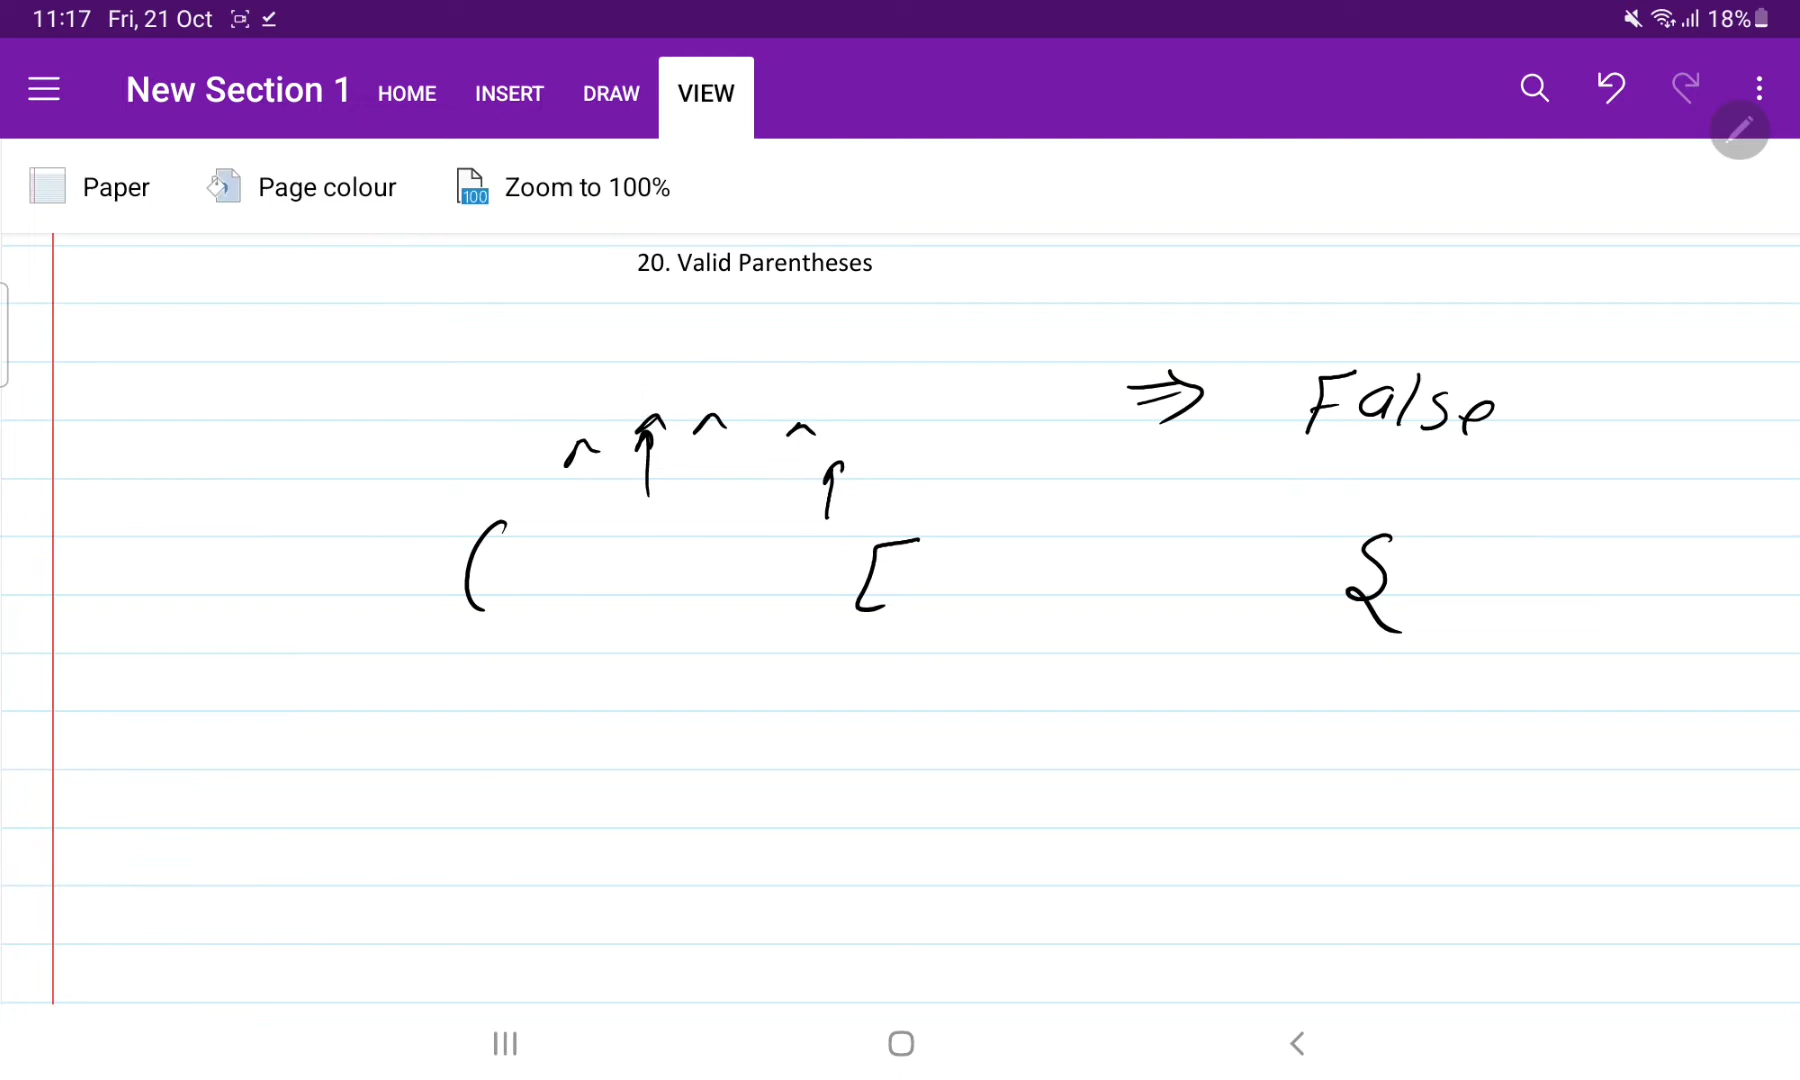 11:17 Fri, 21 Oct 18%
New Section 1 HOME INSERT DRAW VIEW
Paper Page colour 100 Zoom to 100%
20. Valid Parentheses
⇒ False
( [ {